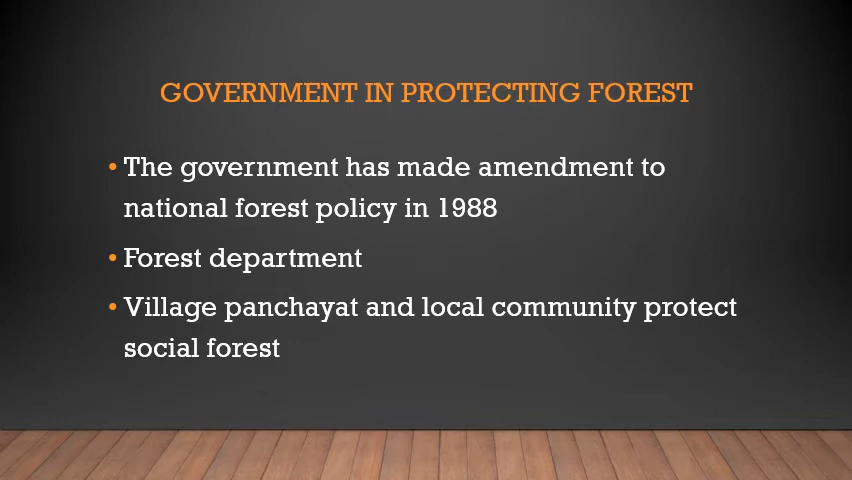 GOVERNMENT IN PROTECTING FOREST
• The government has made amendment to
national forest policy in 1988
• Forest department
• Village panchayat and local community protect
social forest